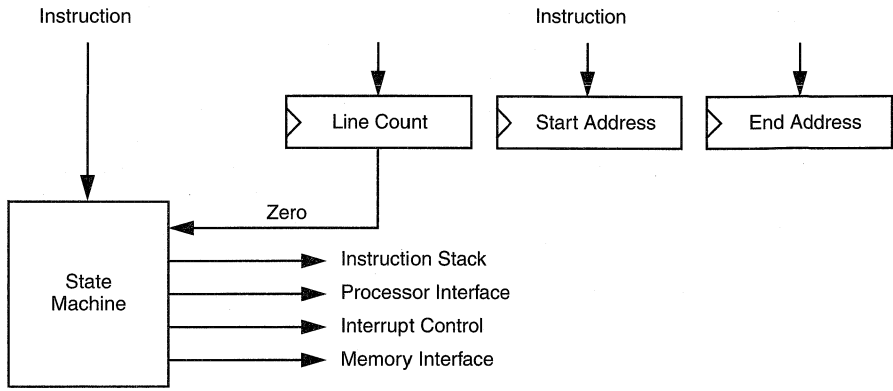 Instruction
Instruction
Line Count
Start Address
End Address
Zero
State
Machine
Instruction Stack
Processor Interface
Interrupt Control
Memory Interface